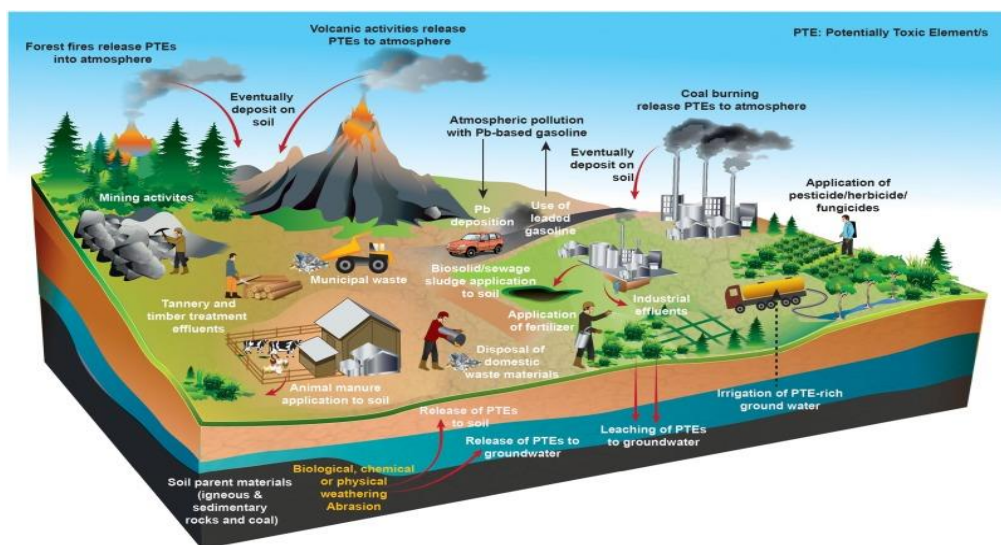 Volcanic activities release
PTEs to atmosphere
PTE: Potentially Toxic Element/s
Forest fires release PTEs
into atmosphere
Eventually
deposit on
soil
Coal burning
release PTEs to atmosphere
Atmospheric pollution
with Pb-based gasoline
Eventually
deposit on
soil
Application of
pesticide/herbicide/
fungicides
Mining activites
Pb
deposition
Use of
leaded
gasoline
Municipal waste
Biosolid/sewage
sludge application
to soil
Industrial
effluents
Tannery and
timber treatment
effluents
Application
of fertilizer
Disposal of
domestic
waste materials
Animal manure
application to soil
Irrigation of PTE-rich
ground water
Release of PTEs
to soil
Leaching of PTEs
to groundwater
Release of PTEs to
groundwater
Soil parent materials
(igneous &
sedimentary
rocks and coal)
Biological, chemical
or physical
weathering
Abrasion